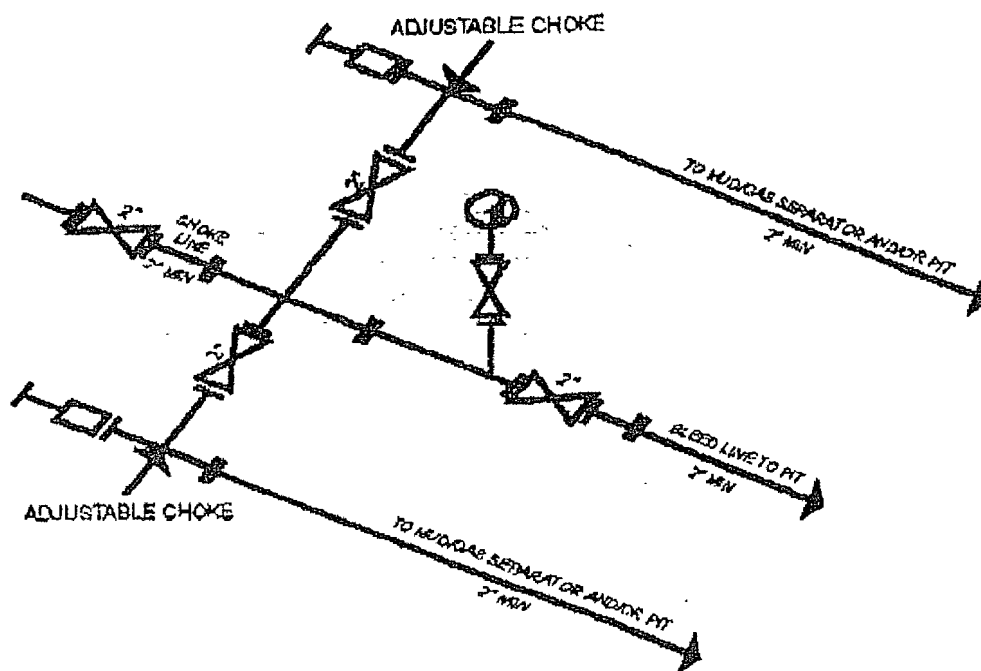 ADJUSTABLE CHOKE
TO MUD/GAS SEPARATOR AND/OR PIT
2" MIN
2"
2"
CHOKE
LINE
2" MIN
2"
2"
BLEED LINE TO PIT
2" MIN
ADJUSTABLE CHOKE
TO MUD/GAS SEPARATOR AND/OR PIT
2" MIN